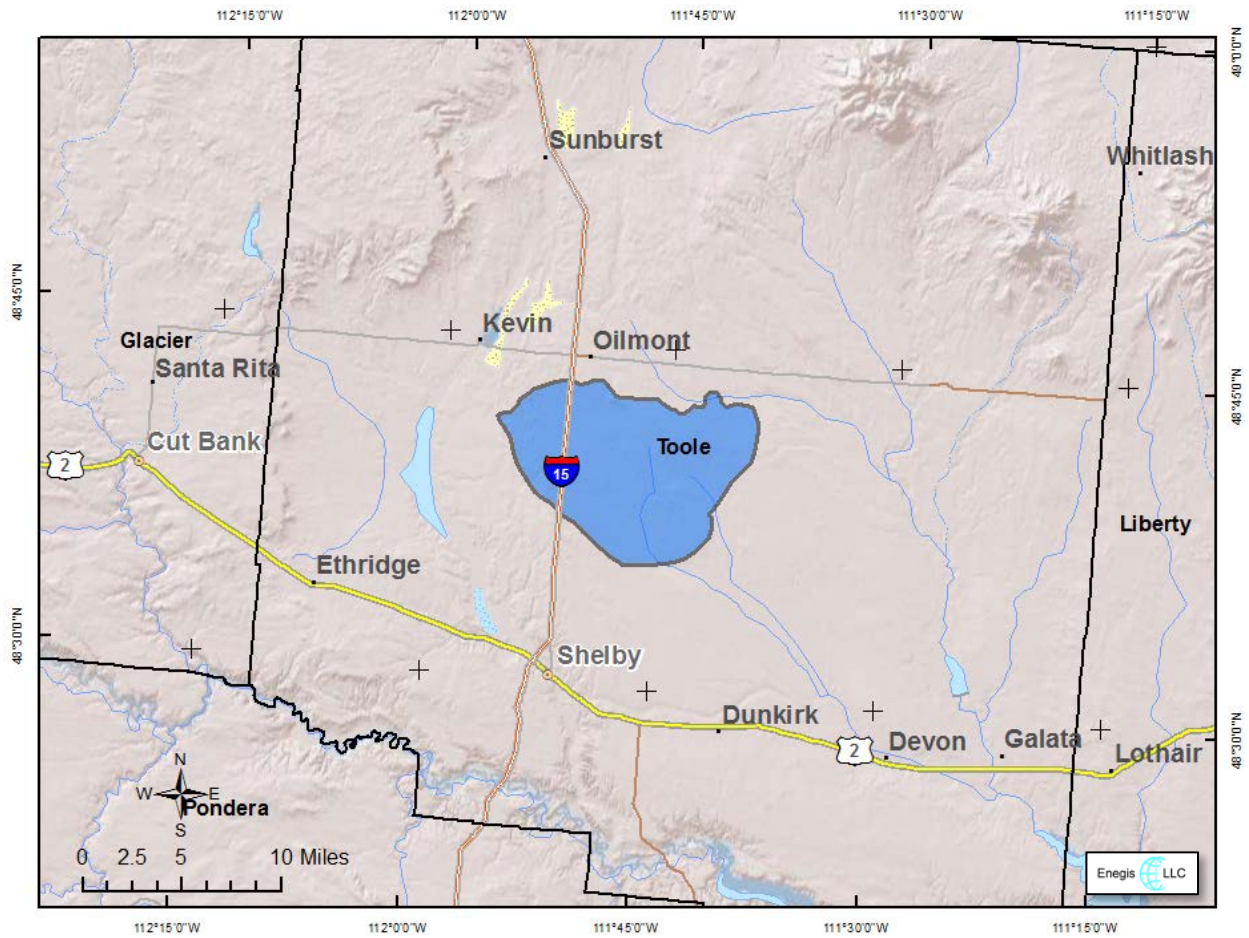 112°15'0"W
112°0'0"W
111°45'0"W
111°30'0"W
111°15'0"W
49°0'0"N
Sunburst
Whitlash
48°45'0"N
Kevin
Oilmont
Glacier
Santa Rita
48°45'0"N
Cut Bank
Toole
2
15
Liberty
Ethridge
48°30'0"N
Shelby
Dunkirk
2
Devon
Galata
Lothair
48°30'0"N
N
W
E
S
Pondera
0 2.5 5 10 Miles
Enegis LLC
112°15'0"W
112°0'0"W
111°45'0"W
111°30'0"W
111°15'0"W